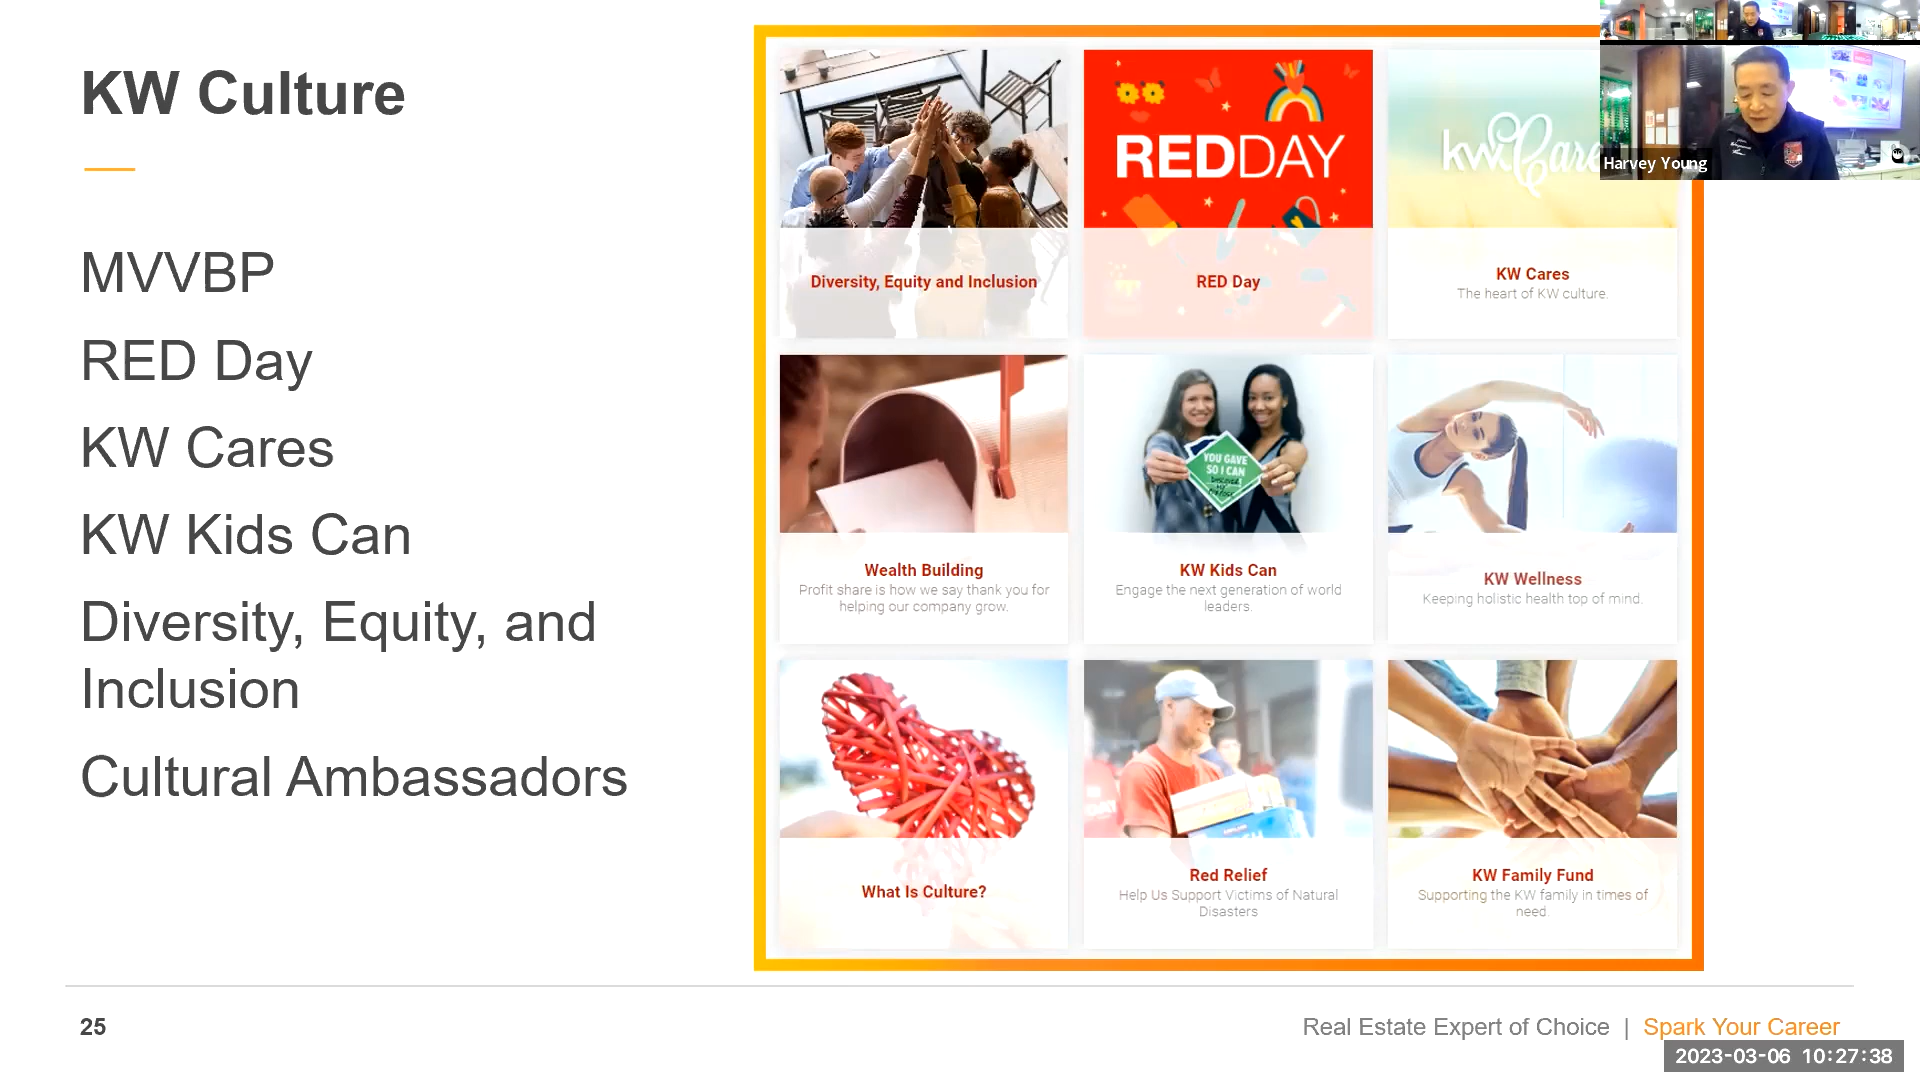 KW Culture
MVVBP
RED Day
KW Cares
KW Kids Can
Diversity, Equity, and
Inclusion
Cultural Ambassadors
Diversity, Equity and Inclusion
REDDAY
RED Day
kw Care
KW Cares
The heart of KW culture.
Wealth Building
Profit share is how we say thank you for
helping our company grow.
YOU GAVE
SO I CAN
DISCOVER
MY
PURPOSE
KW Kids Can
Engage the next generation of world
leaders.
KW Wellness
Keeping holistic health top of mind.
What Is Culture?
Red Relief
Help Us Support Victims of Natural
Disasters
KW Family Fund
Supporting the KW family in times of
need.
Harvey Young
25
Real Estate Expert of Choice | Spark Your Career
2023-03-06 10:27:38